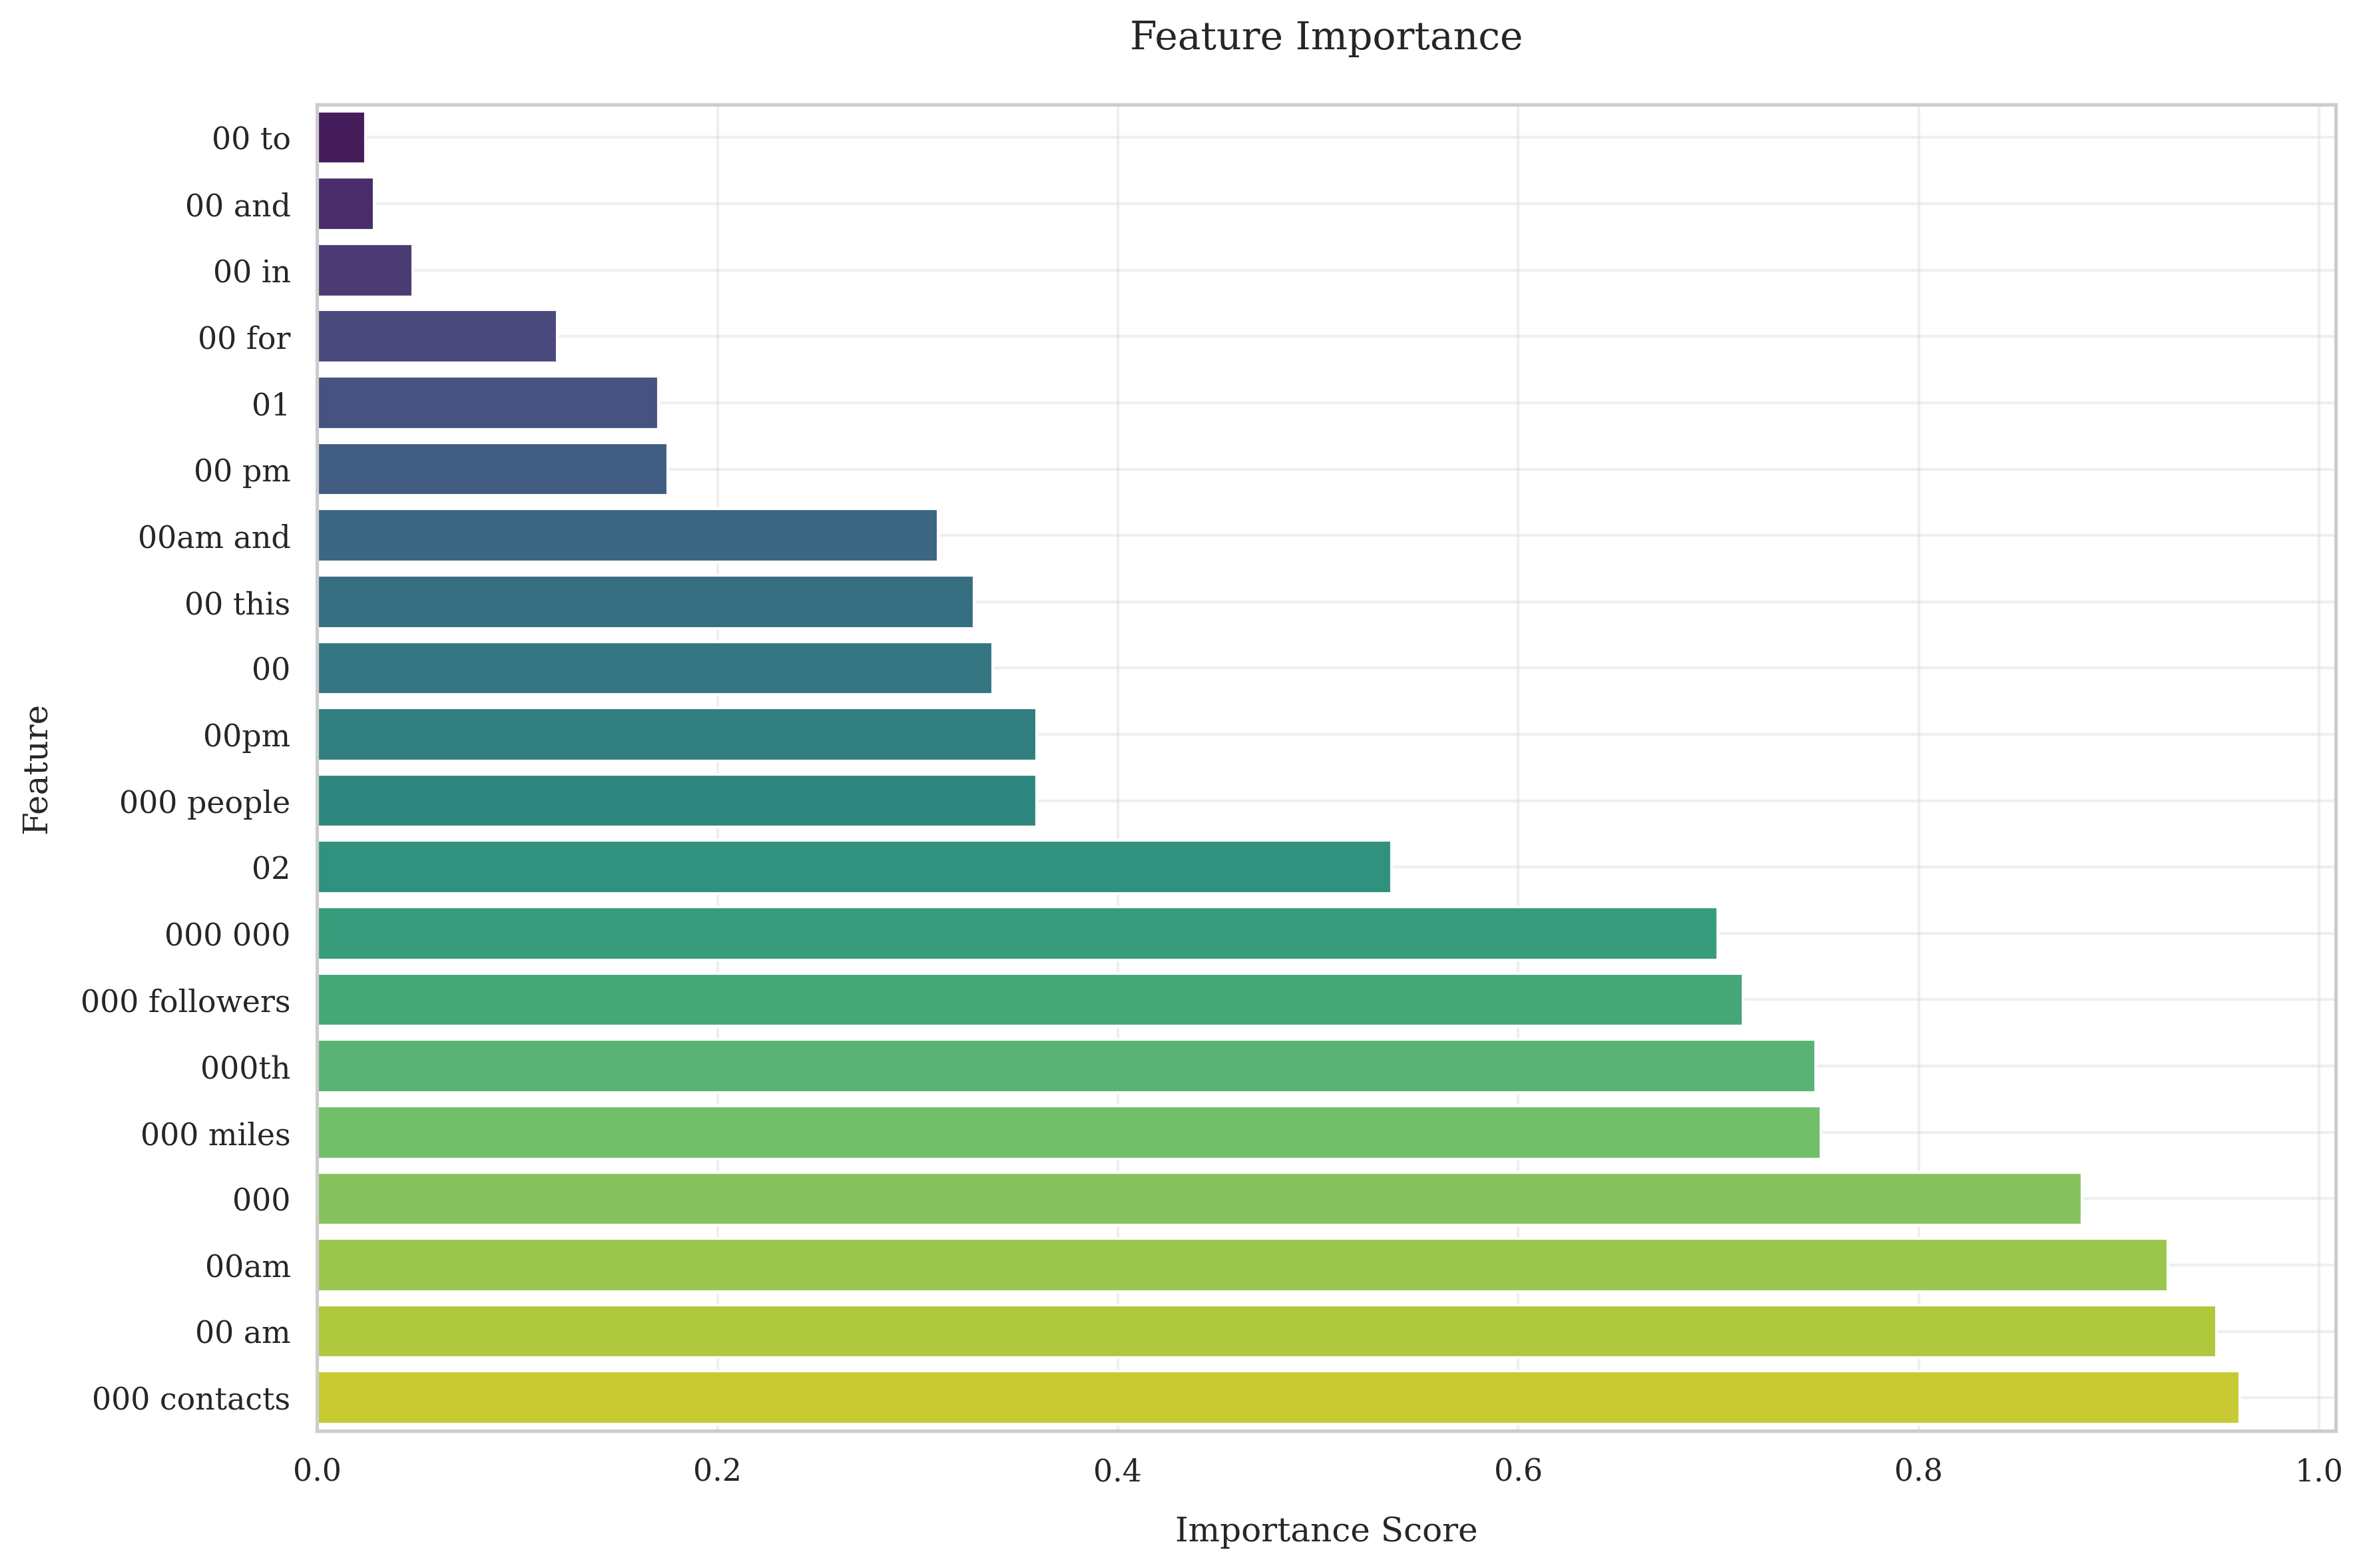 Feature Importance
00 to
00 and
00 in
00 for
01
00 pm
00am and
00 this
00
00pm
000 people
02
000 000
000 followers
000th
000 miles
000
00am
00 am
000 contacts
Feature
0.0 0.2 0.4 0.6 0.8 1.0
Importance Score